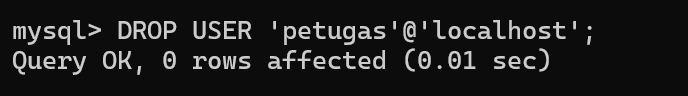 mysql> DROP USER 'petugas'@'localhost';
Query OK, 0 rows affected (0.01 sec)